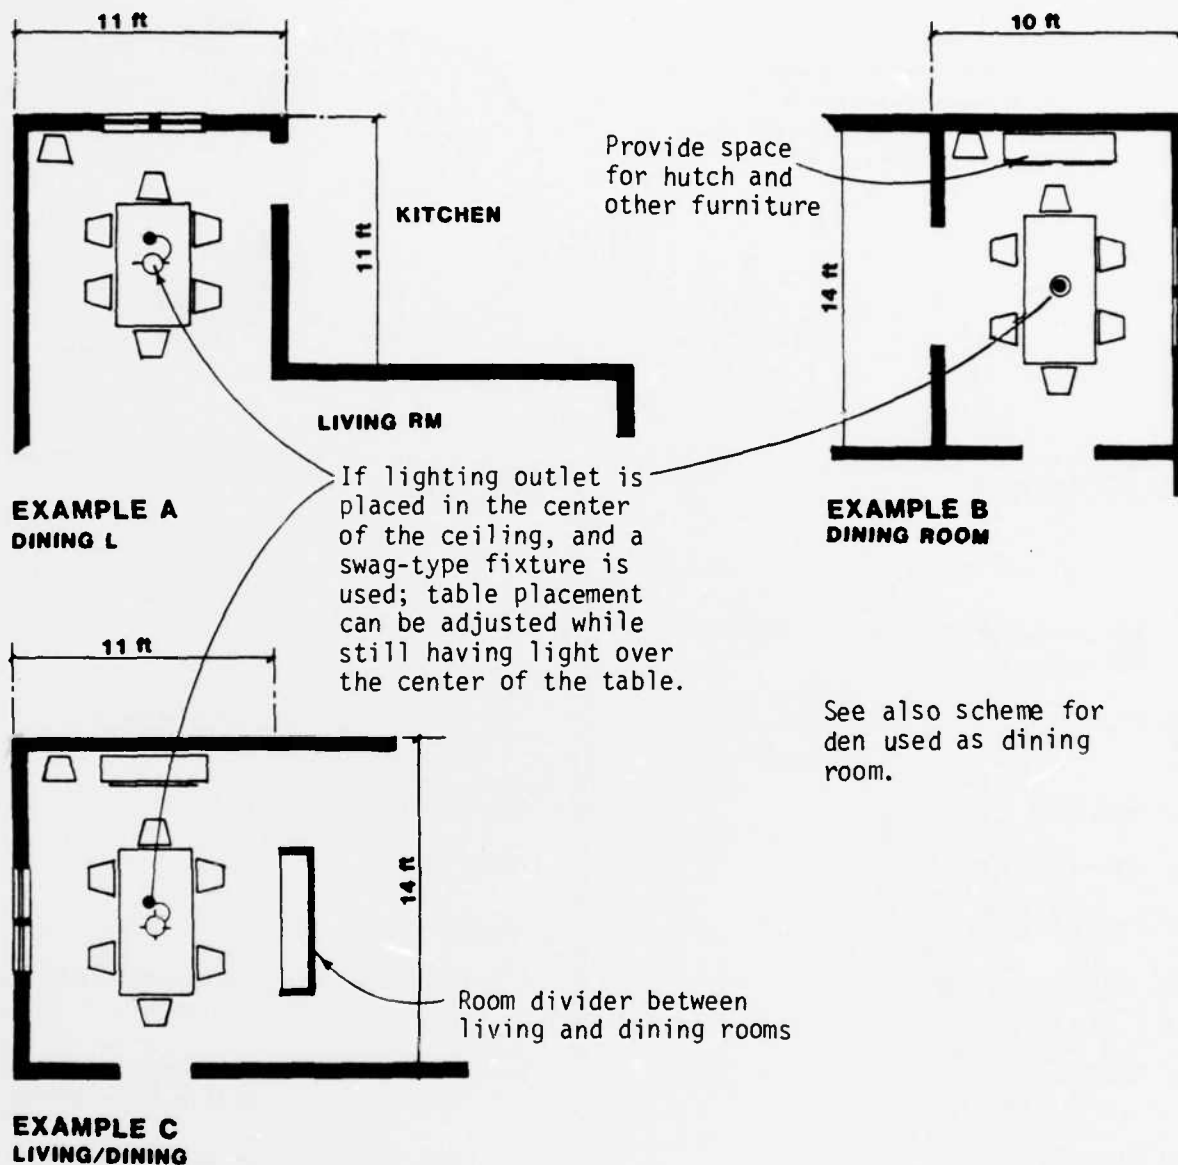 11 ft
10 ft
Provide space
for hutch and
other furniture
KITCHEN
11 ft
14 ft
LIVING RM
If lighting outlet is
placed in the center
of the ceiling, and a
swag-type fixture is
used; table placement
can be adjusted while
still having light over
the center of the table.
EXAMPLE A
DINING L
EXAMPLE B
DINING ROOM
11 ft
See also scheme for
den used as dining
room.
14 ft
Room divider between
living and dining rooms
EXAMPLE C
LIVING/DINING